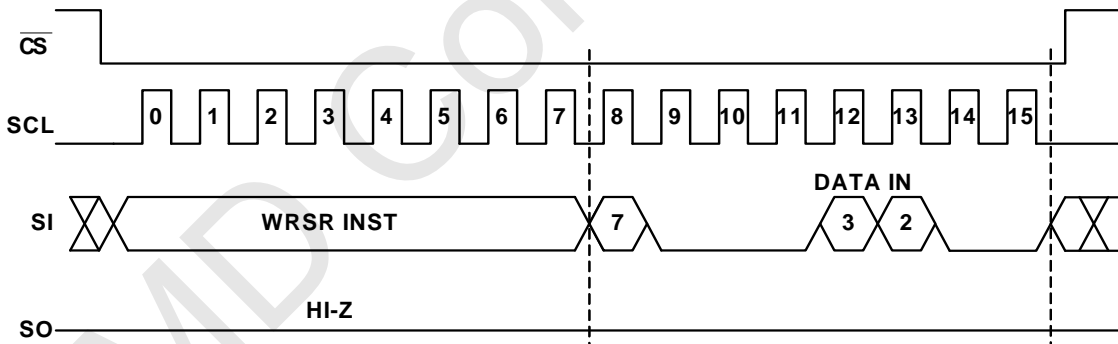 CS
SCL 0 1 2 3 4 5 6 7 8 9 10 11 12 13 14 15
DATA IN
SI WRSR INST 7 3 2
HI-Z
SO